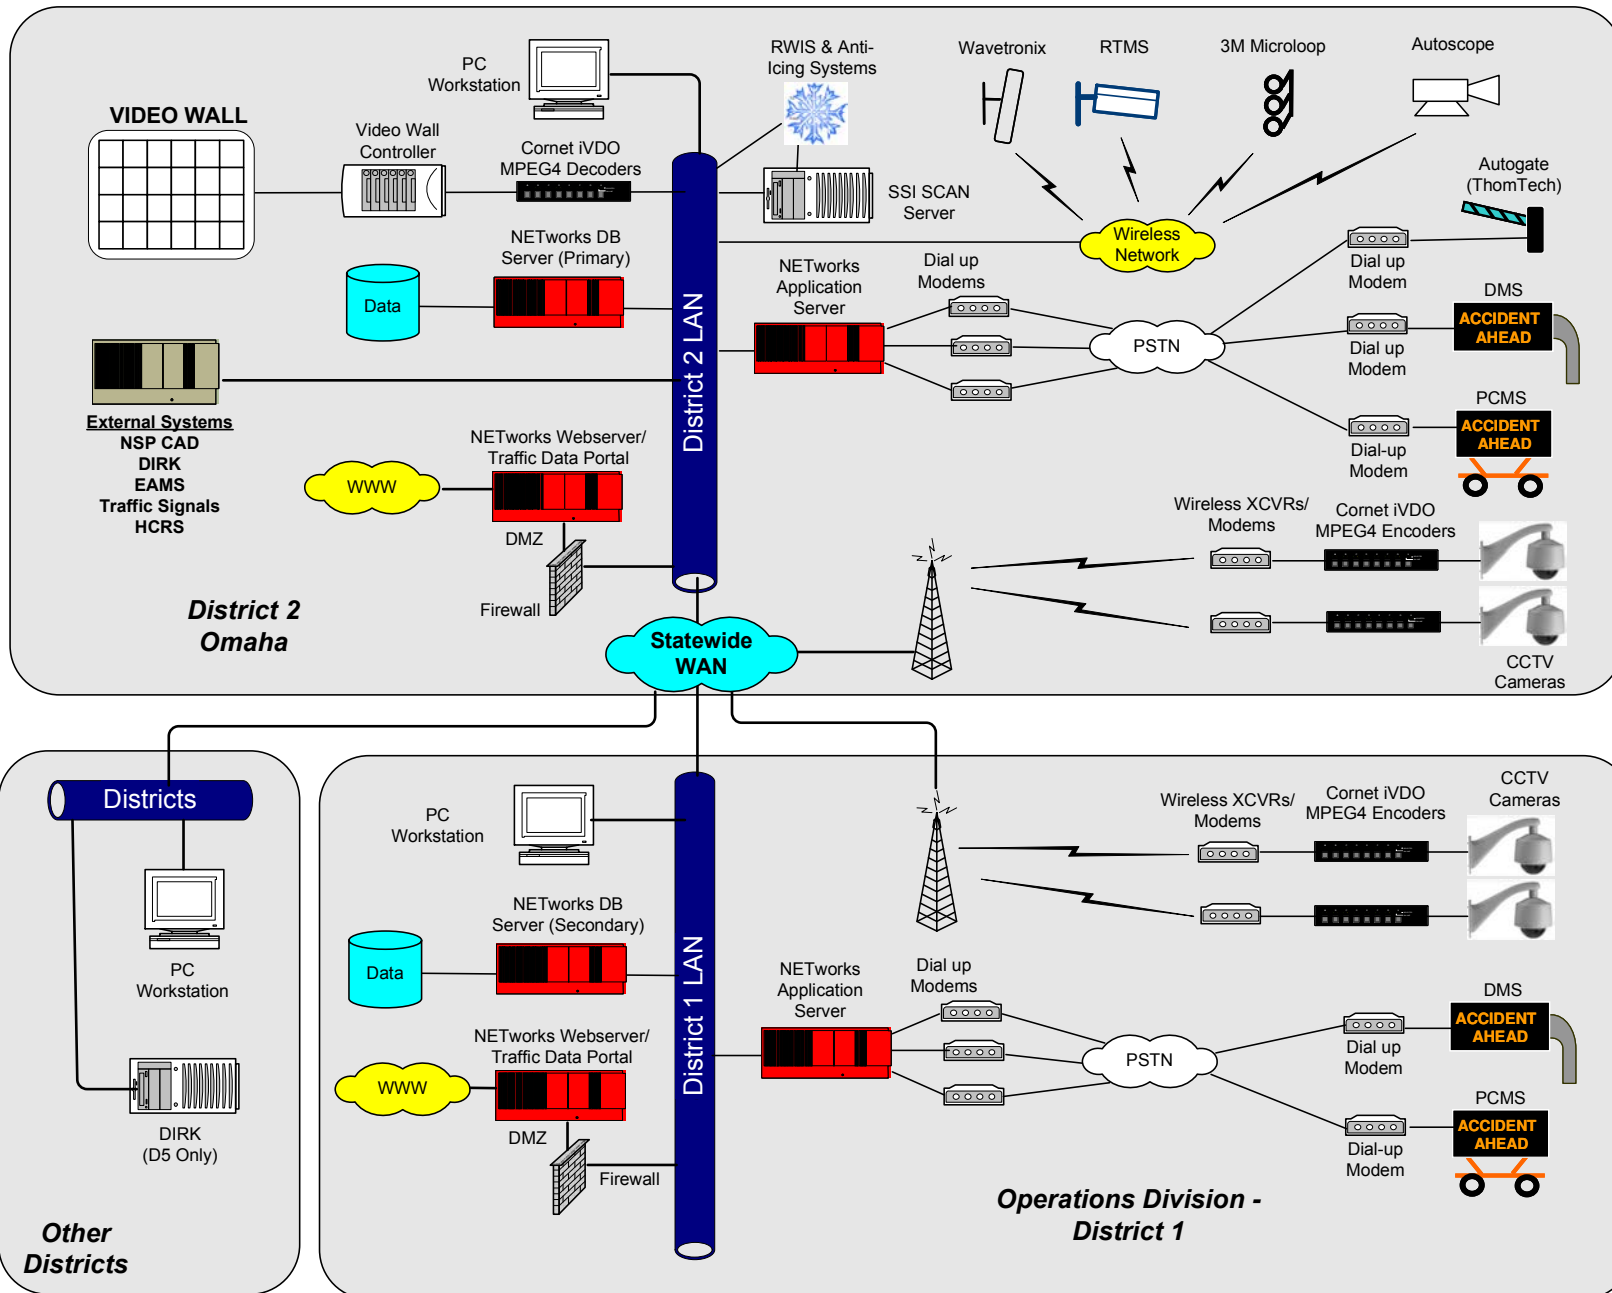 PC
Workstation
RWIS & Anti-
Icing Systems
Wavetronix
RTMS
3M Microloop
Autoscope
VIDEO WALL
Video Wall
Controller
Cornet iVDO
MPEG4 Decoders
SSI SCAN
Server
Autogate
(ThomTech)
Wireless
Network
NETworks DB
Server (Primary)
Data
District 2 LAN
NETworks
Application
Server
Dial up
Modems
PSTN
Dial up
Modem
DMS
ACCIDENT
AHEAD
Dial up
Modem
PCMS
ACCIDENT
AHEAD
Dial-up
Modem
External Systems
NSP CAD
DIRK
EAMS
Traffic Signals
HCRS
NETworks Webserver/
Traffic Data Portal
WWW
DMZ
Firewall
Wireless XCVRs/
Modems
Cornet iVDO
MPEG4 Encoders
CCTV
Cameras
District 2
Omaha
Statewide
WAN
Districts
PC
Workstation
DIRK
(D5 Only)
Other
Districts
PC
Workstation
NETworks DB
Server (Secondary)
Data
District 1 LAN
NETworks Webserver/
Traffic Data Portal
WWW
DMZ
Firewall
NETworks
Application
Server
Dial up
Modems
PSTN
Wireless XCVRs/
Modems
Cornet iVDO
MPEG4 Encoders
CCTV
Cameras
DMS
ACCIDENT
AHEAD
Dial up
Modem
PCMS
ACCIDENT
AHEAD
Dial-up
Modem
Operations Division -
District 1